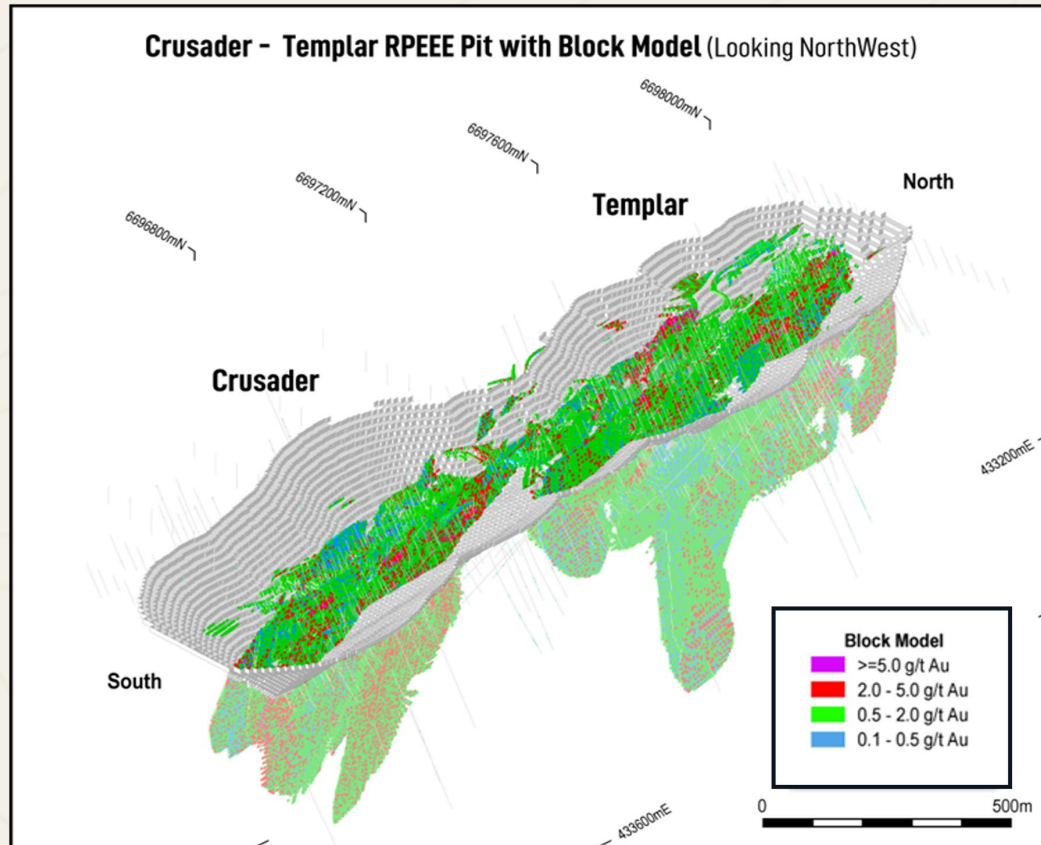 Crusader - Templar RPEEE Pit with Block Model (Looking NorthWest)
6698000mN
6697600mN
6697200mN
6696800mN
North
Templar
Crusader
433200mE
South
Block Model
>=5.0 g/t Au
2.0 - 5.0 g/t Au
0.5 - 2.0 g/t Au
0.1 - 0.5 g/t Au
0 500m
433600mE